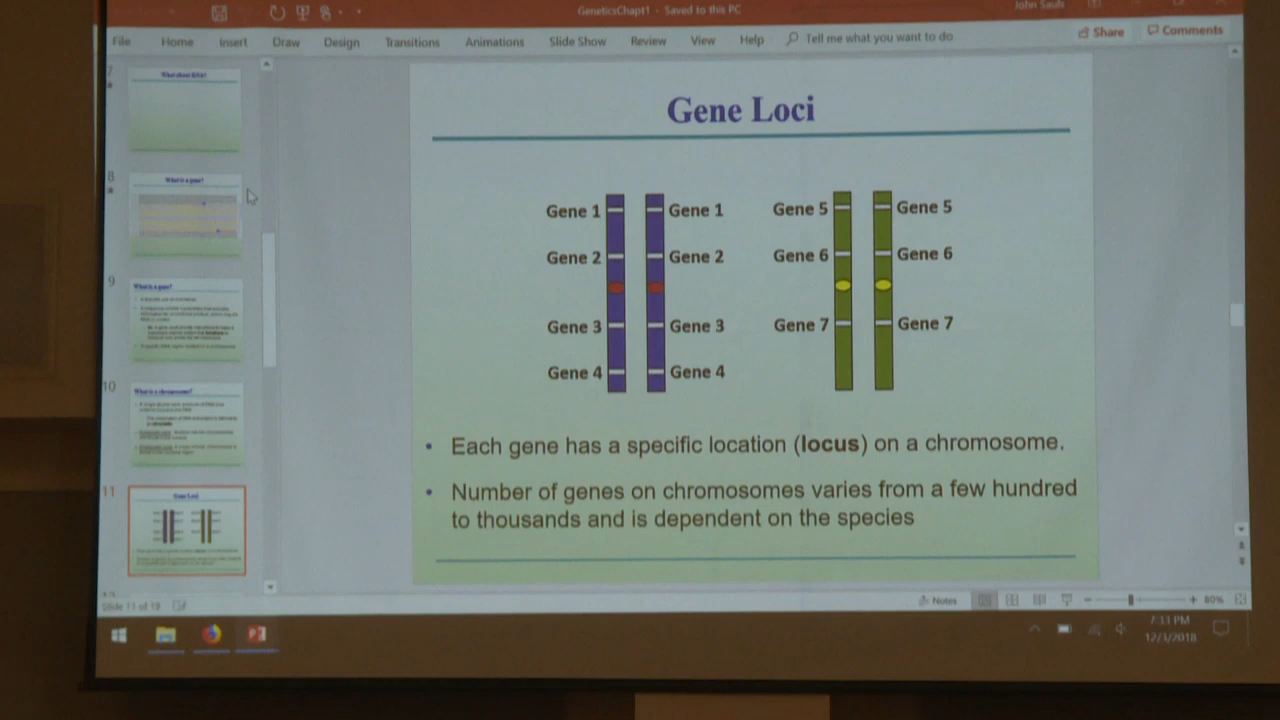 GeneticsChapt1 - Saved to this PC
John Sauls
File Home Insert Draw Design Transitions Animations Slide Show Review View Help Tell me what you want to do Share Comments
7
What about DNA?
8
What is a gene?
9
What is a gene?
10
What is a chromosome?
11
Gene Loci
Gene Loci
Gene 1 Gene 1 Gene 5 Gene 5
Gene 2 Gene 2 Gene 6 Gene 6
Gene 3 Gene 3 Gene 7 Gene 7
Gene 4 Gene 4
• Each gene has a specific location (locus) on a chromosome.
• Number of genes on chromosomes varies from a few hundred
to thousands and is dependent on the species
Slide 11 of 19
Notes
80%
7:13 PM
12/3/2018